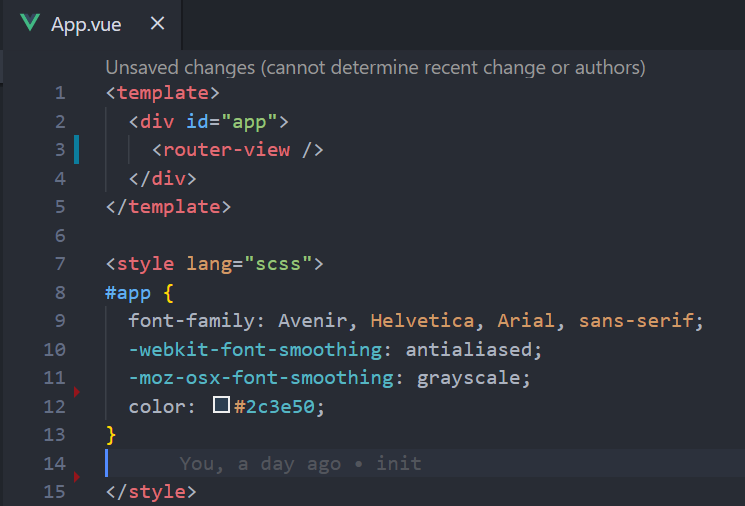 App.vue
Unsaved changes (cannot determine recent change or authors)
1 <template>
2   <div id="app">
3     <router-view />
4   </div>
5 </template>
6
7 <style lang="scss">
8 #app {
9   font-family: Avenir, Helvetica, Arial, sans-serif;
10   -webkit-font-smoothing: antialiased;
11   -moz-osx-font-smoothing: grayscale;
12   color: #2c3e50;
13 }
14 You, a day ago • init
15 </style>